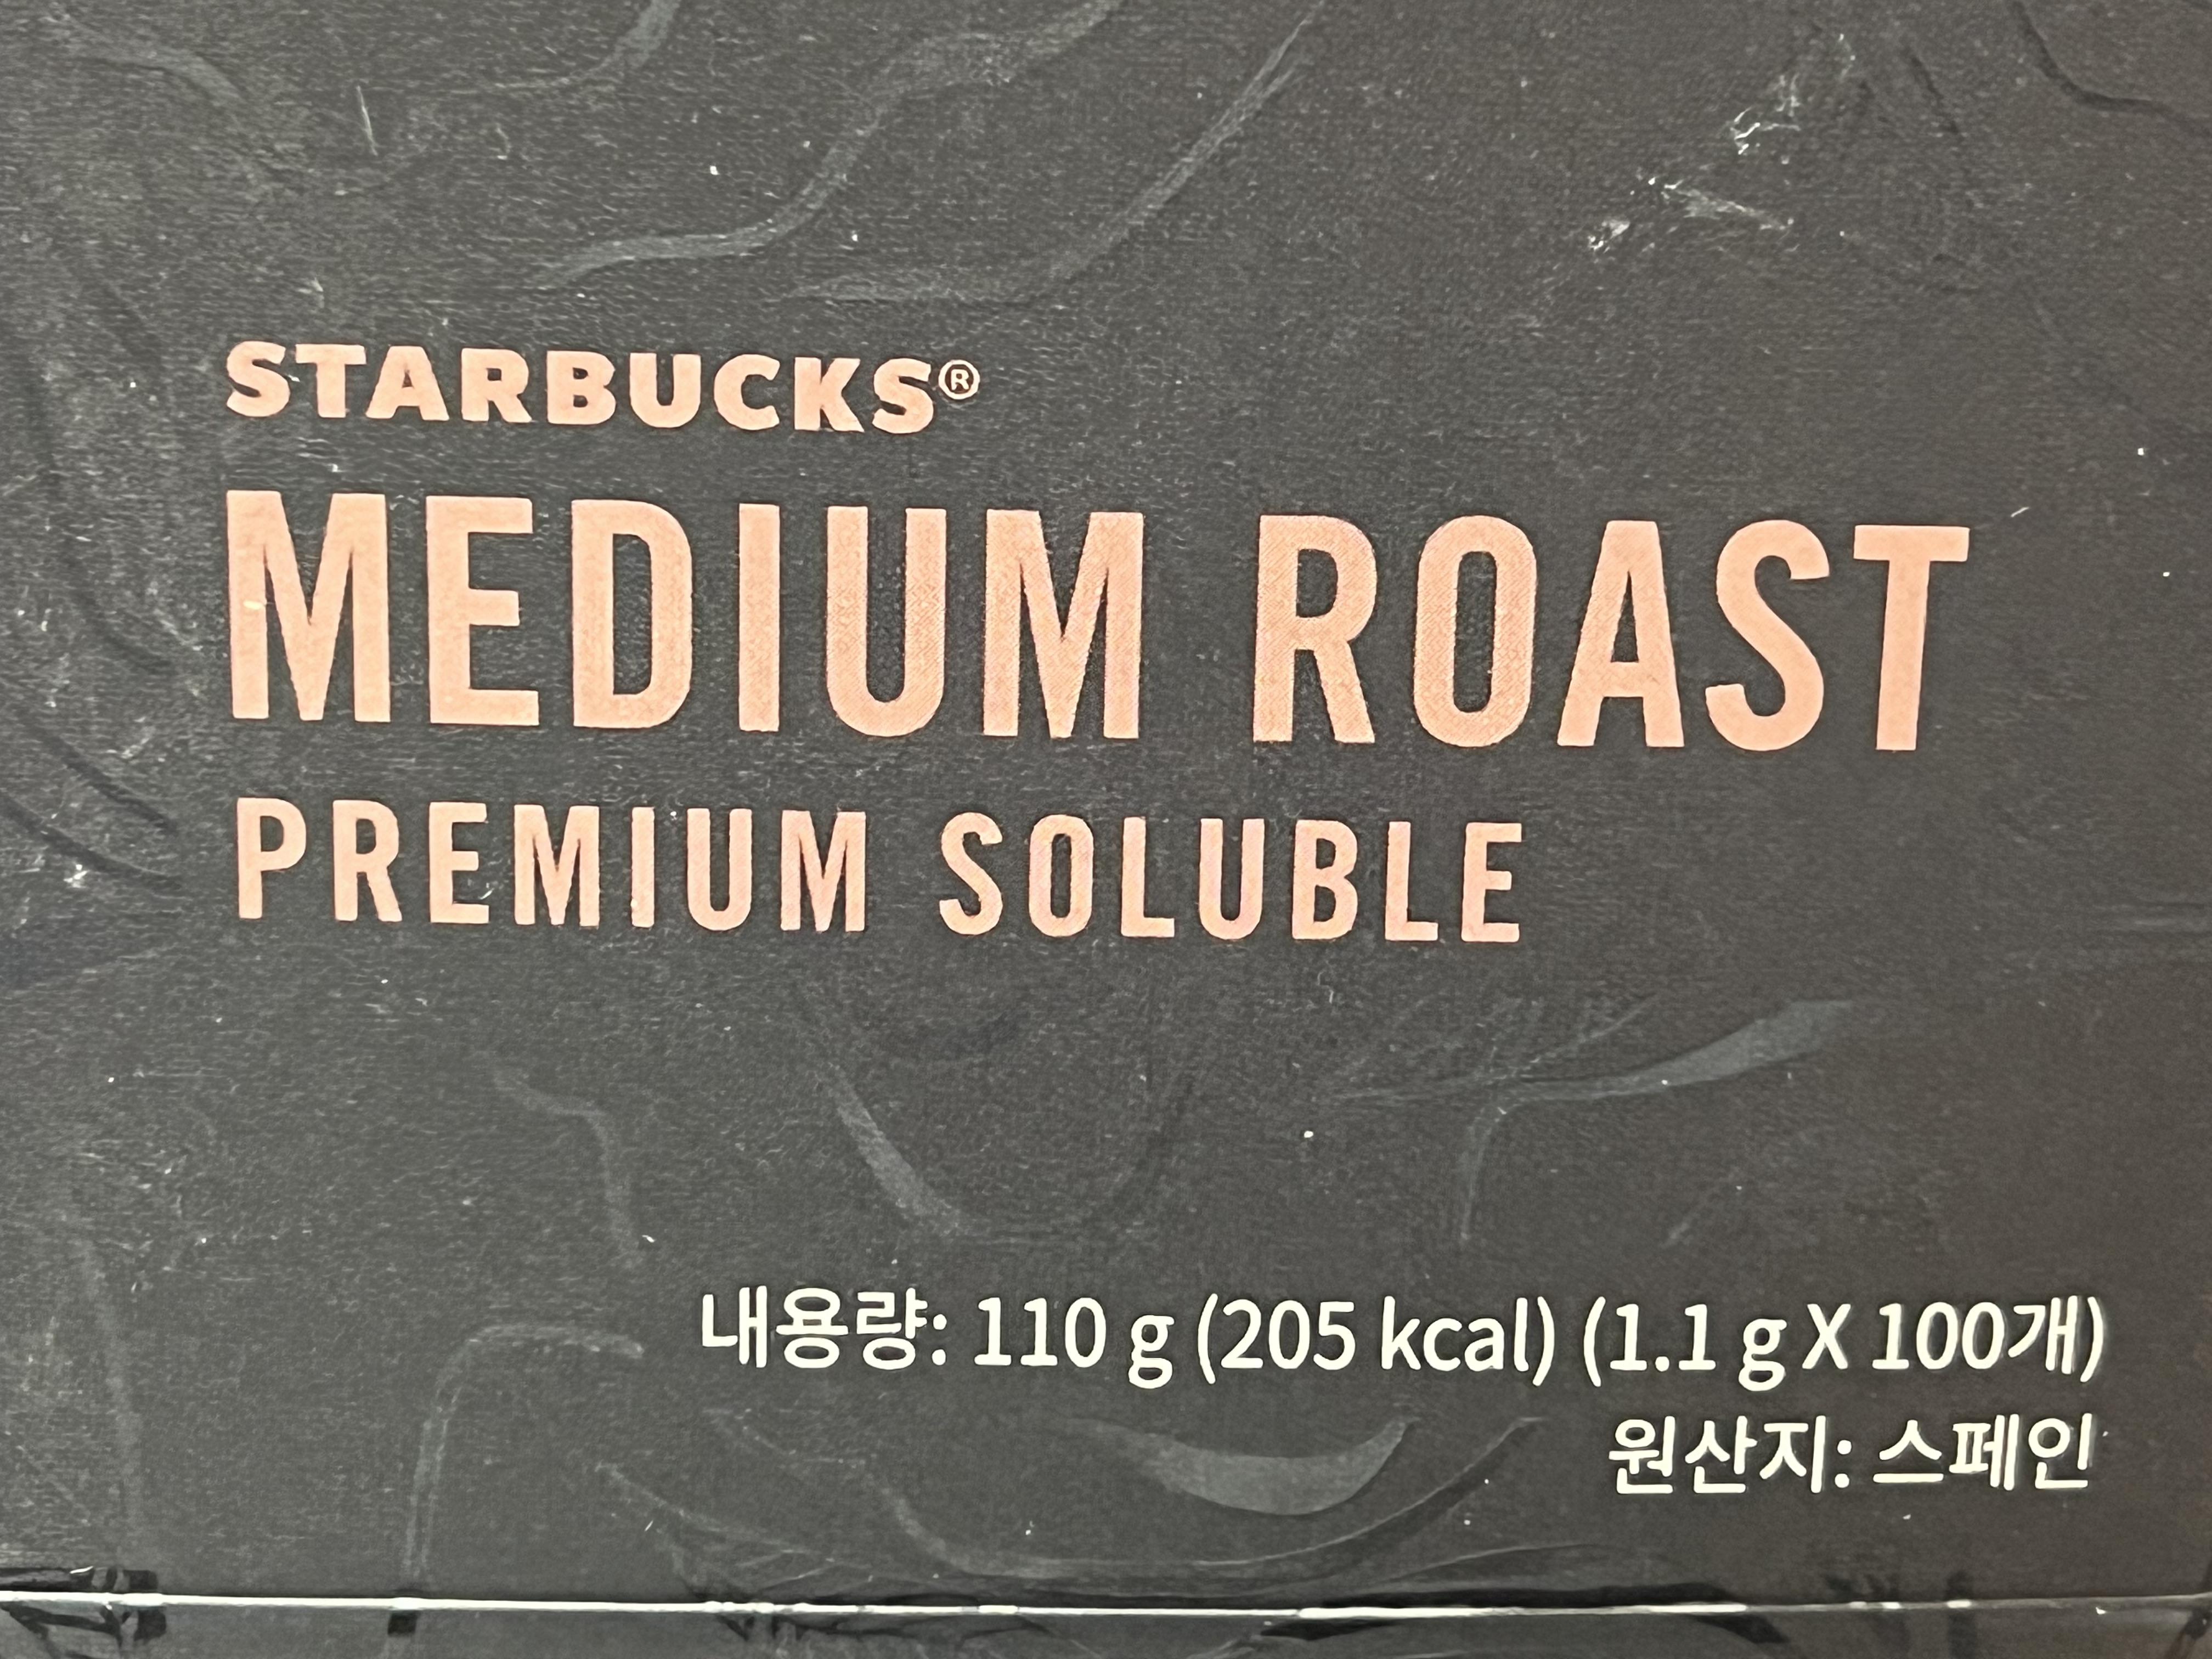 STARBUCKS®
MEDIUM ROAST
PREMIUM SOLUBLE
내용량: 110 g (205 kcal) (1.1 g X 100개)
원산지: 스페인